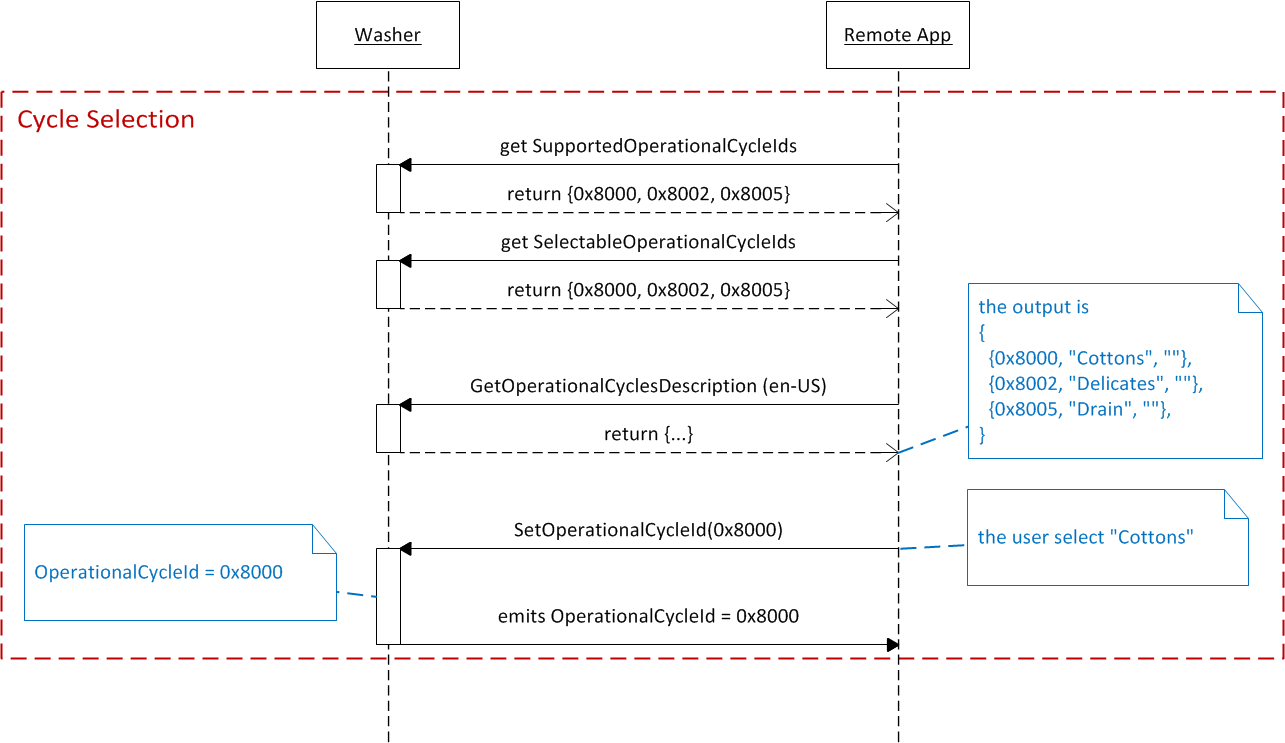 Washer
Remote App
Cycle Selection
get SupportedOperationalCycleIds
return {0x8000, 0x8002, 0x8005}
get SelectableOperationalCycleIds
return {0x8000, 0x8002, 0x8005}
the output is
{
{0x8000, "Cottons", ""},
{0x8002, "Delicates", ""},
{0x8005, "Drain", ""},
}
GetOperationalCyclesDescription (en-US)
return {...}
SetOperationalCycleId(0x8000)
the user select "Cottons"
OperationalCycleId = 0x8000
emits OperationalCycleId = 0x8000